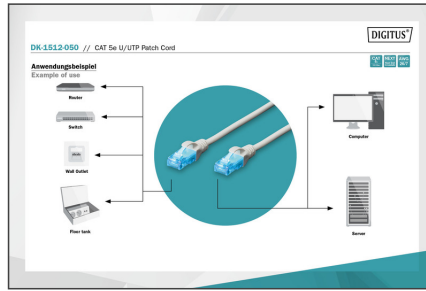 DIGITUS®
DK-1512-050 // CAT 5e U/UTP Patch Cord
Anwendungsbeispiel
Example of use
Router
Switch
Wall Outlet
Floor tank
Computer
Server